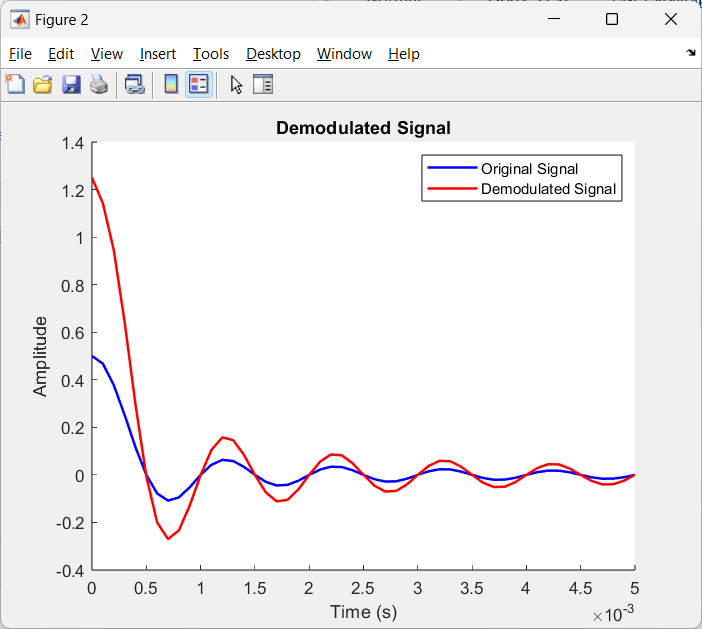 Figure 2
File Edit View Insert Tools Desktop Window Help
Demodulated Signal
Original Signal
Demodulated Signal
1.4
1.2
1
0.8
0.6
0.4
0.2
0
-0.2
-0.4
Amplitude
0 0.5 1 1.5 2 2.5 3 3.5 4 4.5 5
Time (s)
×10-3